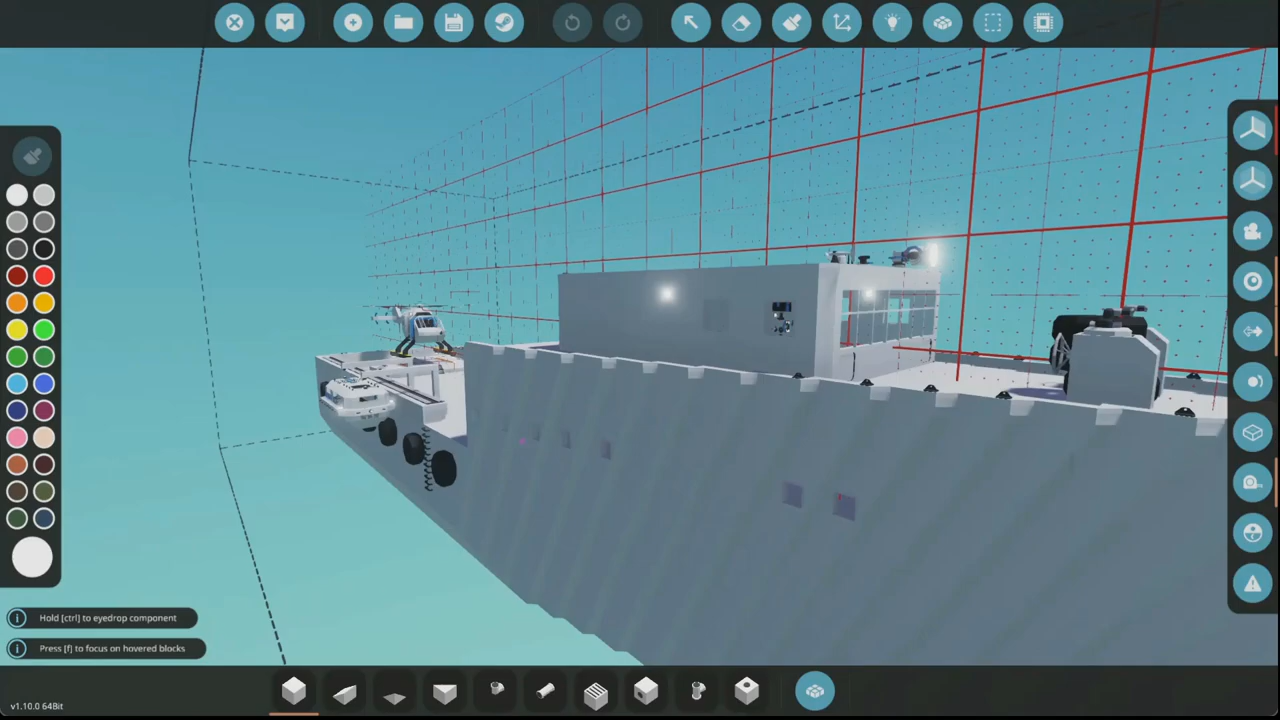 Hold [ctrl] to eyedrop component
Press [f] to focus on hovered blocks
v1.10.0 64Bit